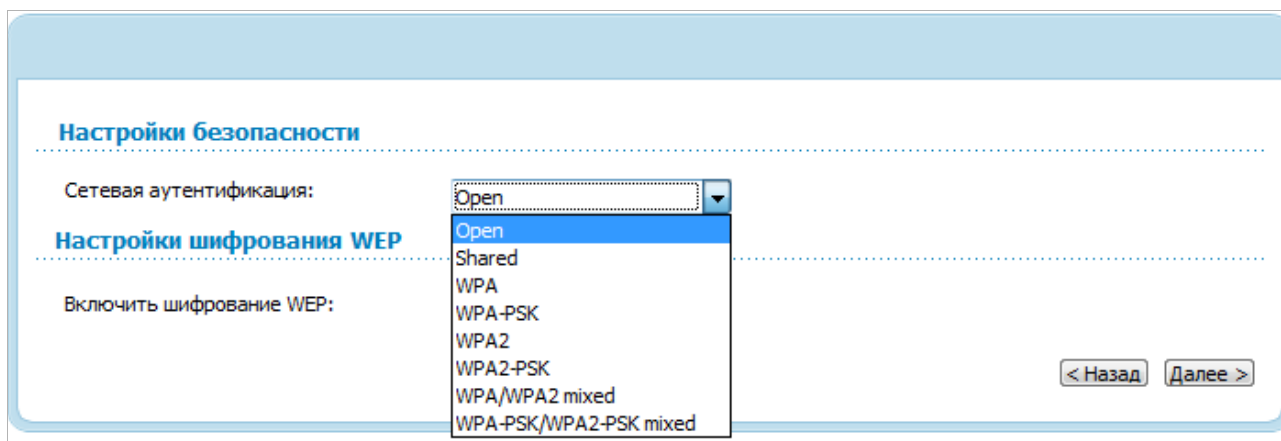 Настройки безопасности
Сетевая аутентификация:
Open
Open
Настройки шифрования WEP
Shared
WPA
Включить шифрование WEP:
WPA-PSK
WPA2
WPA2-PSK
< Назад Далее >
WPA/WPA2 mixed
WPA-PSK/WPA2-PSK mixed